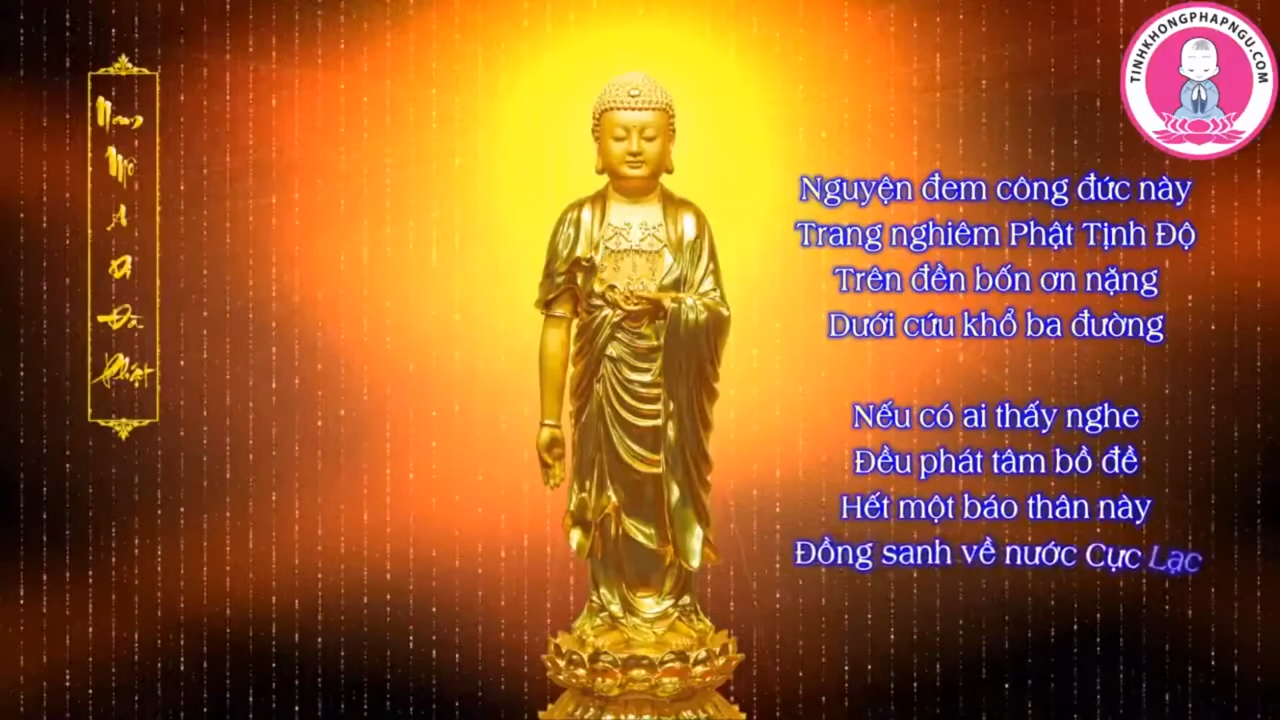 Nam
Mô
A
Di
Đà
Phật
TINHKHONGPHAPNGU.COM
Nguyện đem công đức này
Trang nghiêm Phật Tịnh Độ
Trên đền bốn ơn nặng
Dưới cứu khổ ba đường
Nếu có ai thấy nghe
Đều phát tâm bồ đề
Hết một báo thân này
Đồng sanh về nước Cực Lạc